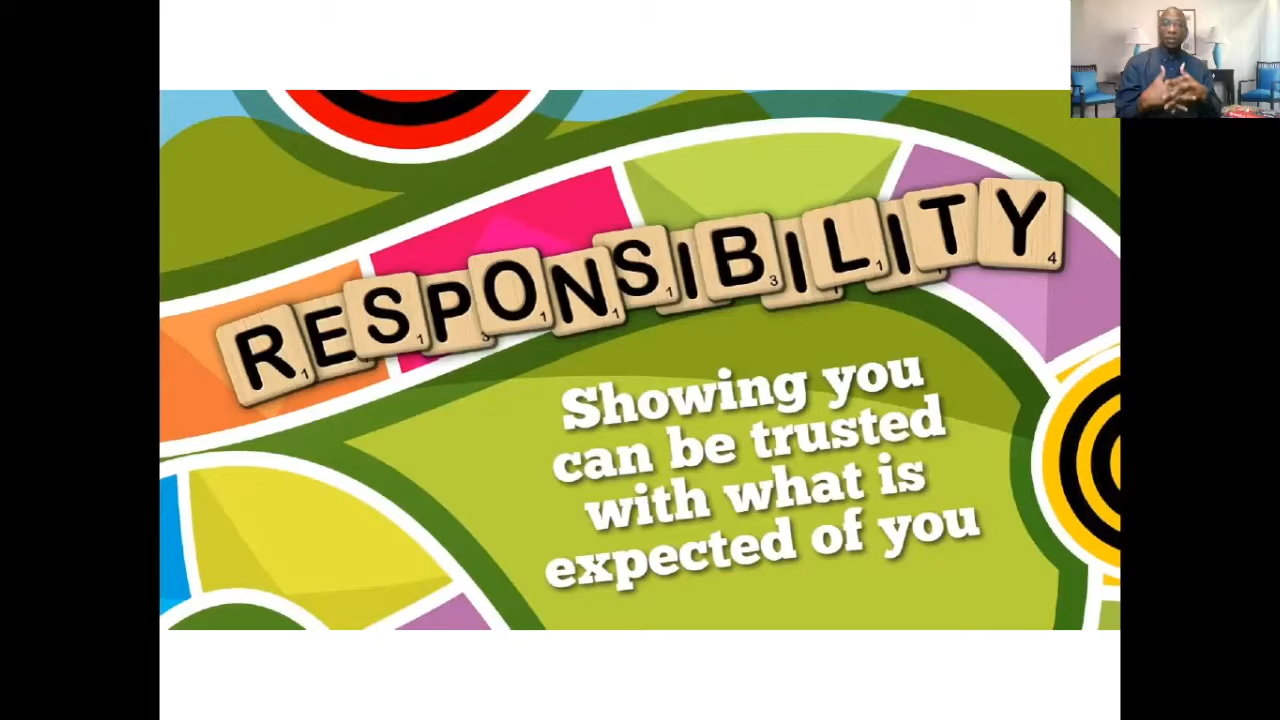 RESPONSIBILITY
Showing you
can be trusted
with what is
expected of you